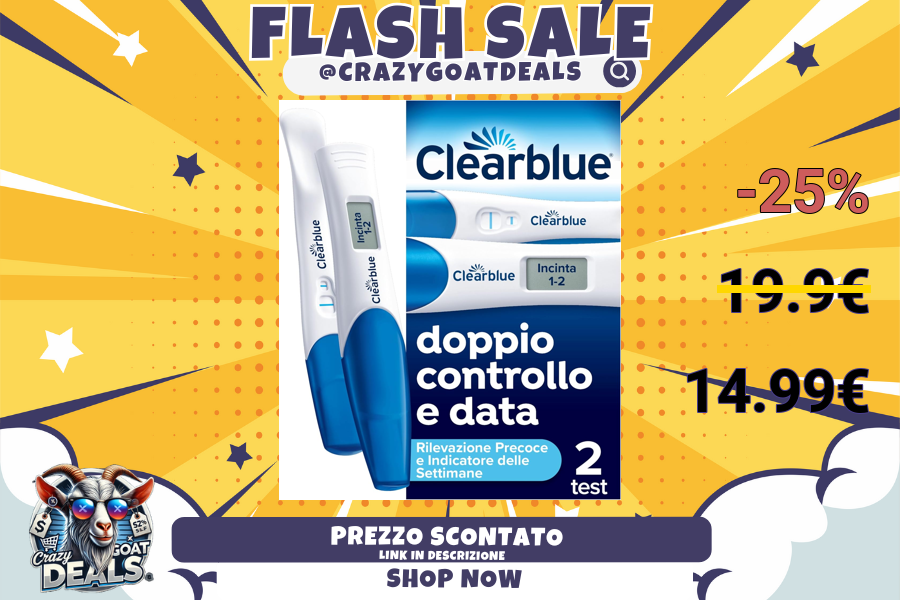 FLASH SALE
@CRAZYGOATDEALS
Clearblue
Clearblue
Incinta
1-2
Clearblue
Clearblue
Clearblue
Incinta
1-2
doppio
controllo
e data
Rilevazione Precoce
e Indicatore delle
Settimane
2
test
-25%
19.9€
14.99€
$
52%
Crazy
GOAT
DEALS
PREZZO SCONTATO
LINK IN DESCRIZIONE
SHOP NOW